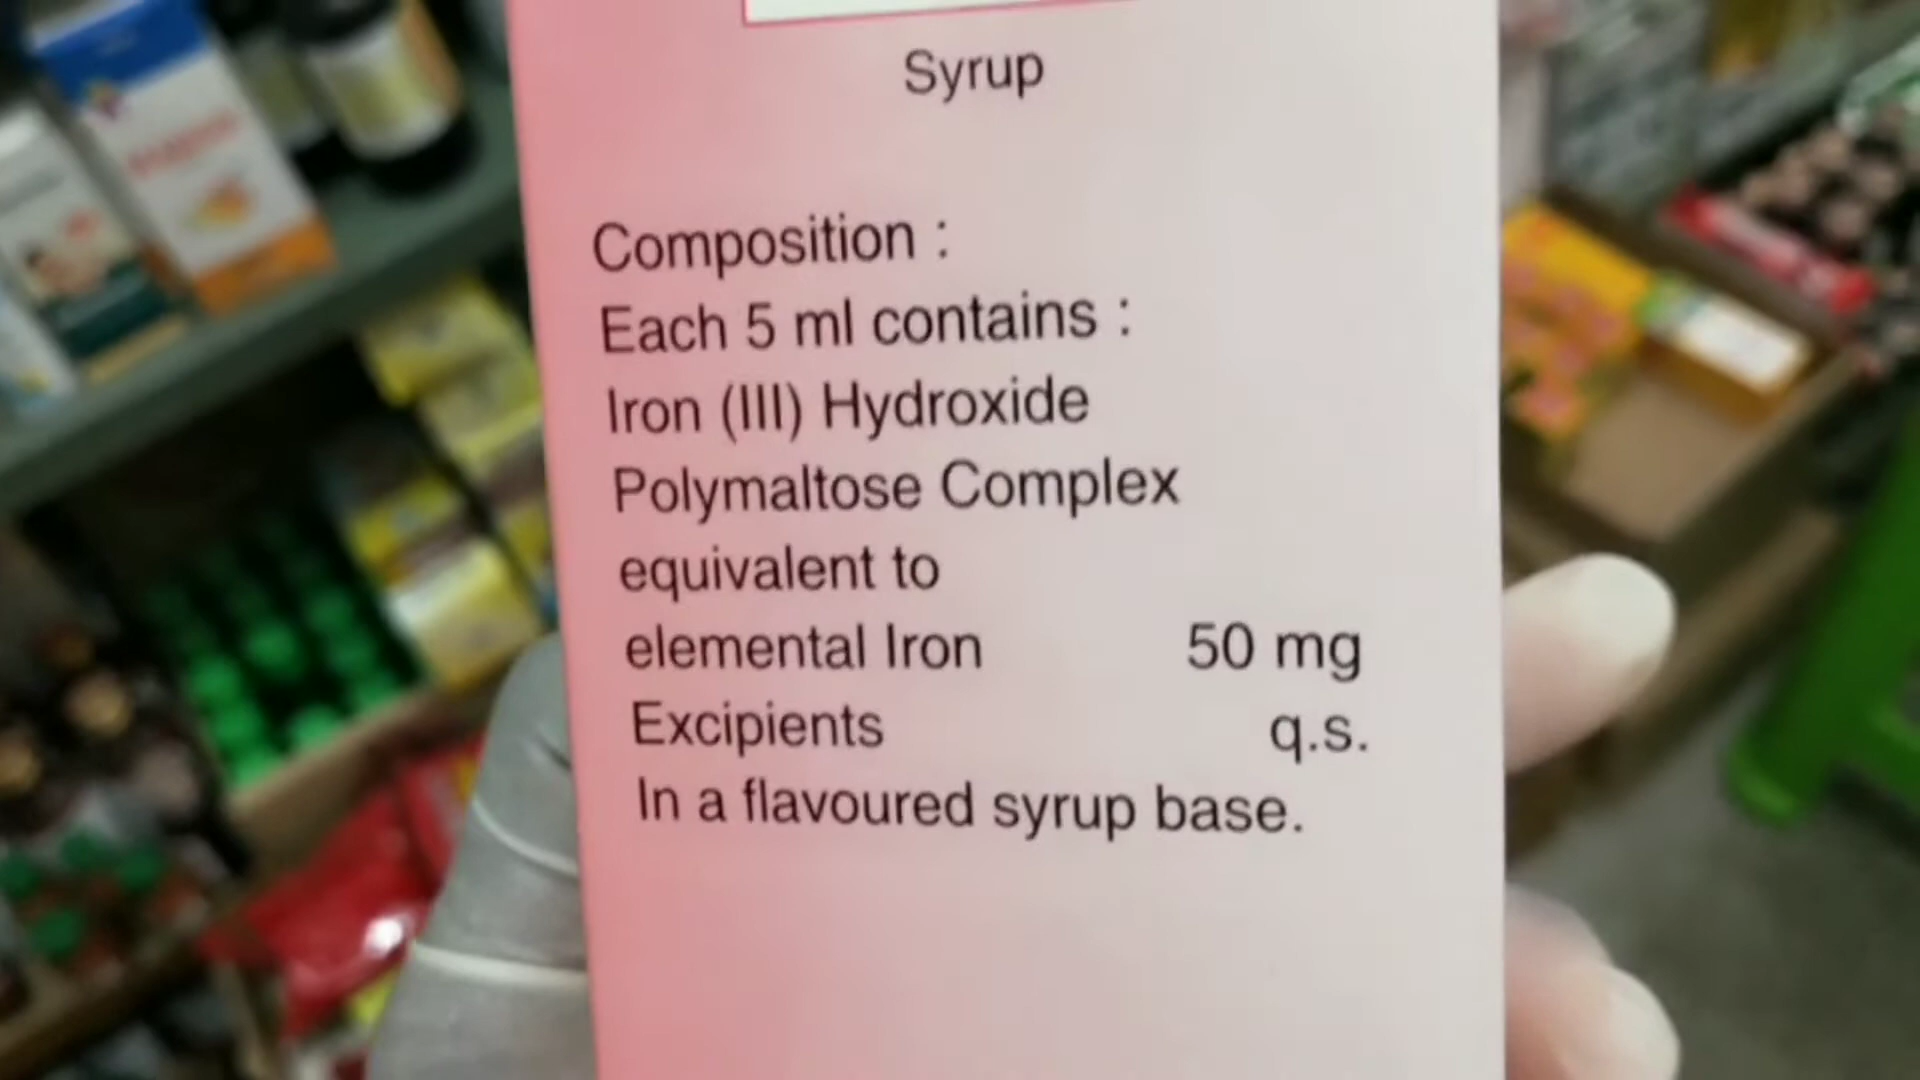 Syrup
Composition :
Each 5 ml contains :
Iron (III) Hydroxide
Polymaltose Complex
equivalent to
elemental Iron 50 mg
Excipients q.s.
In a flavoured syrup base.